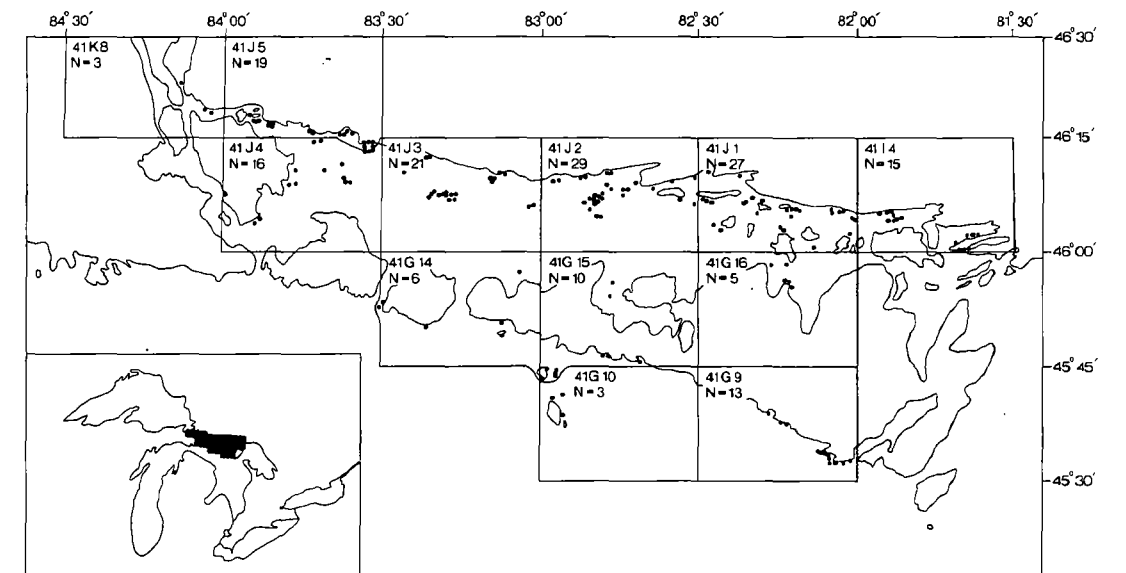 84°30′ 84°00′ 83°30′ 83°00′ 82°30′ 82°00′ 81°30′
46°30′
41K8 41J5
N=3 N=19
46°15′
41J4 41J3 41J2 41J1 41I4
N=16 N=21 N=29 N=27 N=15
46°00′
41G14 41G15 41G16
N=6 N=10 N=5
45°45′
41G10 41G9
N=3 N=13
45°30′